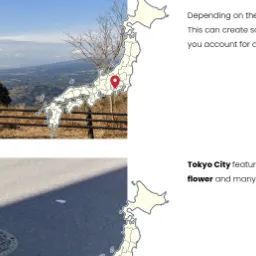 Depending on the
This can create s
you account for
Tokyo City featur
flower and many